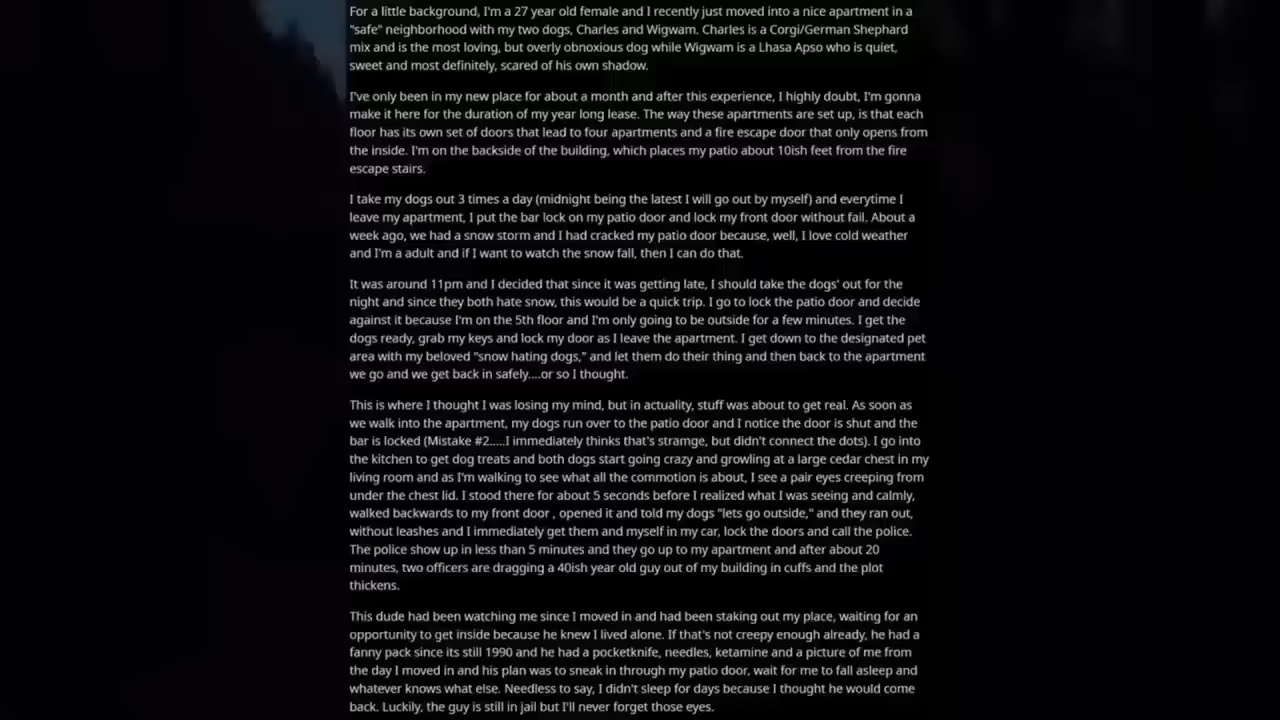 For a little background, I'm a 27 year old female and I recently just moved into a nice apartment in a
"safe" neighborhood with my two dogs, Charles and Wigwam. Charles is a Corgi/German Shephard
mix and is the most loving, but overly obnoxious dog while Wigwam is a Lhasa Apso who is quiet,
sweet and most definitely, scared of his own shadow.
I've only been in my new place for about a month and after this experience, I highly doubt, I'm gonna
make it here for the duration of my year long lease. The way these apartments are set up, is that each
floor has its own set of doors that lead to four apartments and a fire escape door that only opens from
the inside. I'm on the backside of the building, which places my patio about 10ish feet from the fire
escape stairs.
I take my dogs out 3 times a day (midnight being the latest I will go out by myself) and everytime I
leave my apartment, I put the bar lock on my patio door and lock my front door without fail. About a
week ago, we had a snow storm and I had cracked my patio door because, well, I love cold weather
and I'm a adult and if I want to watch the snow fall, then I can do that.
It was around 11pm and I decided that since it was getting late, I should take the dogs' out for the
night and since they both hate snow, this would be a quick trip. I go to lock the patio door and decide
against it because I'm on the 5th floor and I'm only going to be outside for a few minutes. I get the
dogs ready, grab my keys and lock my door as I leave the apartment. I get down to the designated pet
area with my beloved "snow hating dogs," and let them do their thing and then back to the apartment
we go and we get back in safely....or so I thought.
This is where I thought I was losing my mind, but in actuality, stuff was about to get real. As soon as
we walk into the apartment, my dogs run over to the patio door and I notice the door is shut and the
bar is locked (Mistake #2.....I immediately thinks that's stramge, but didn't connect the dots). I go into
the kitchen to get dog treats and both dogs start going crazy and growling at a large cedar chest in my
living room and as I'm walking to see what all the commotion is about, I see a pair eyes creeping from
under the chest lid. I stood there for about 5 seconds before I realized what I was seeing and calmly,
walked backwards to my front door , opened it and told my dogs "lets go outside," and they ran out,
without leashes and I immediately get them and myself in my car, lock the doors and call the police.
The police show up in less than 5 minutes and they go up to my apartment and after about 20
minutes, two officers are dragging a 40ish year old guy out of my building in cuffs and the plot
thickens.
This dude had been watching me since I moved in and had been staking out my place, waiting for an
opportunity to get inside because he knew I lived alone. If that's not creepy enough already, he had a
fanny pack since its still 1990 and he had a pocketknife, needles, ketamine and a picture of me from
the day I moved in and his plan was to sneak in through my patio door, wait for me to fall asleep and
whatever knows what else. Needless to say, I didn't sleep for days because I thought he would come
back. Luckily, the guy is still in jail but I'll never forget those eyes.